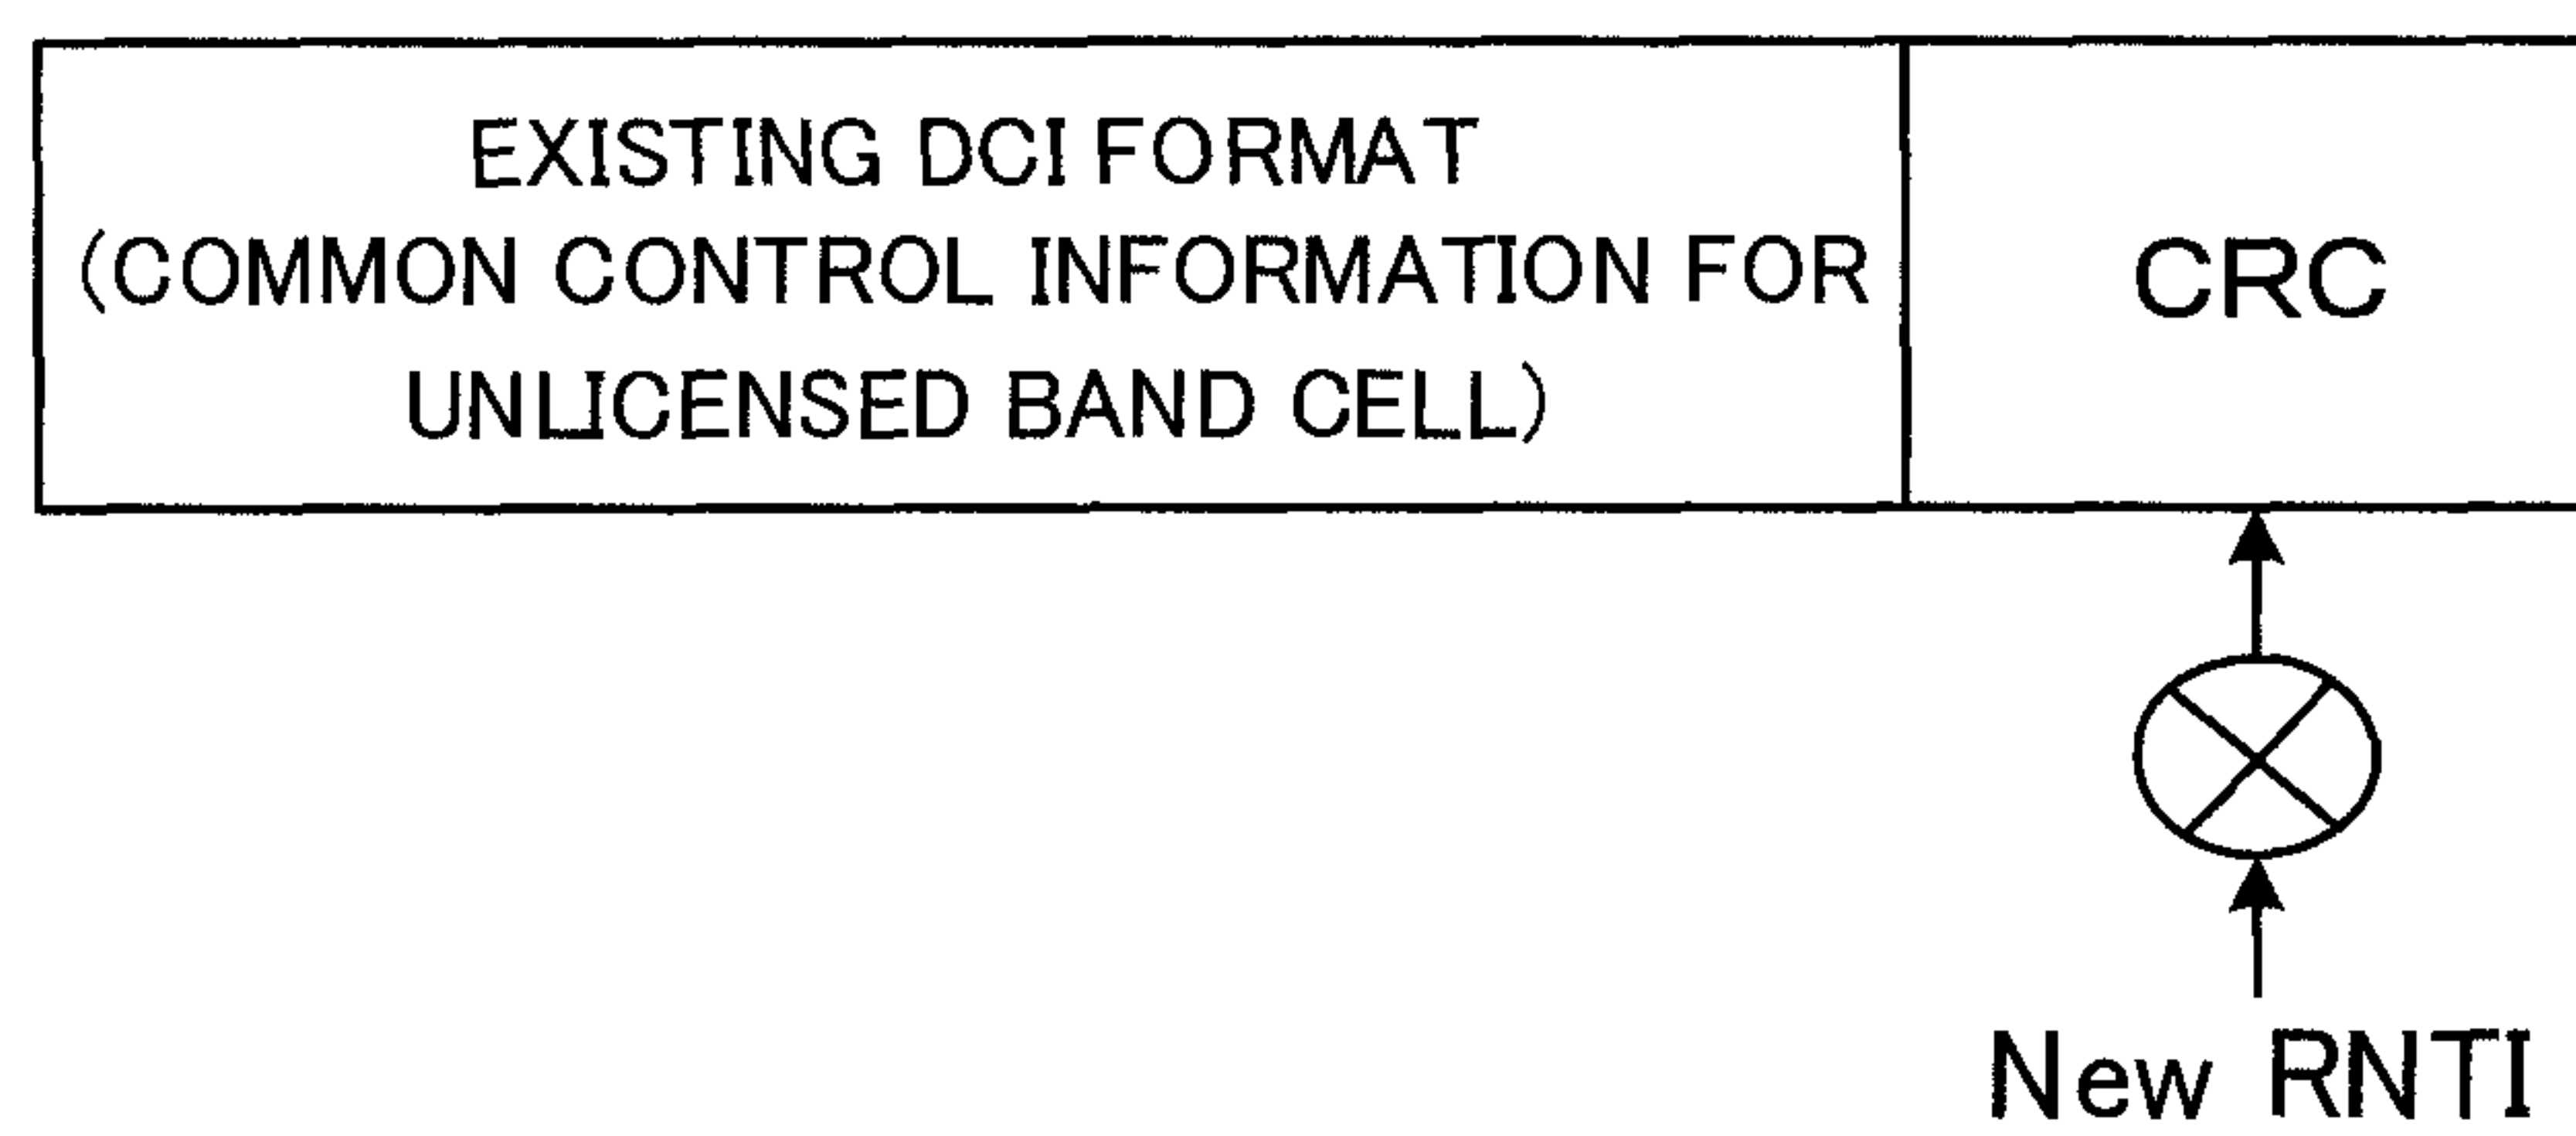 EXISTING DCI FORMAT
(COMMON CONTROL INFORMATION FOR
UNLICENSED BAND CELL)
CRC
New RNTI